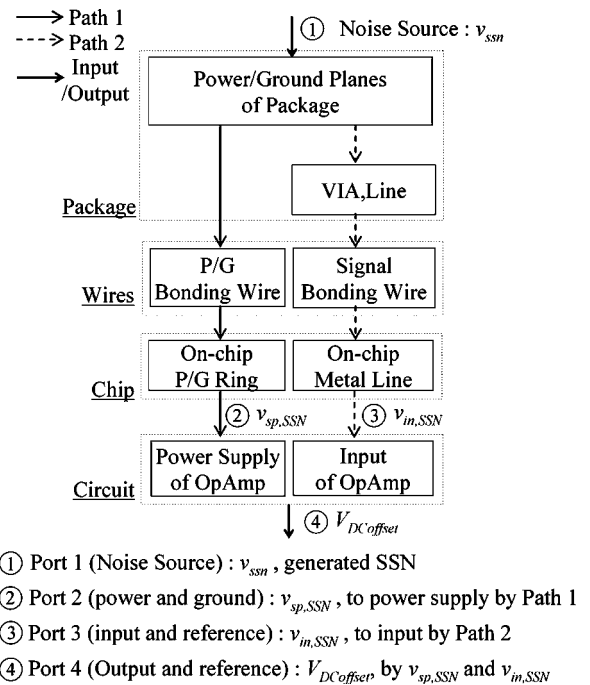 Path 1
Path 2
Input
/Output
① Noise Source : v_ssn
Power/Ground Planes
of Package
VIA,Line
Package
P/G
Bonding Wire
Signal
Bonding Wire
Wires
On-chip
P/G Ring
On-chip
Metal Line
Chip
② v_sp,SSN
③ v_in,SSN
Power Supply
of OpAmp
Input
of OpAmp
Circuit
④ V_DCoffset
① Port 1 (Noise Source) : v_ssn , generated SSN
② Port 2 (power and ground) : v_sp,SSN , to power supply by Path 1
③ Port 3 (input and reference) : v_in,SSN , to input by Path 2
④ Port 4 (Output and reference) : V_DCoffset, by v_sp,SSN and v_in,SSN